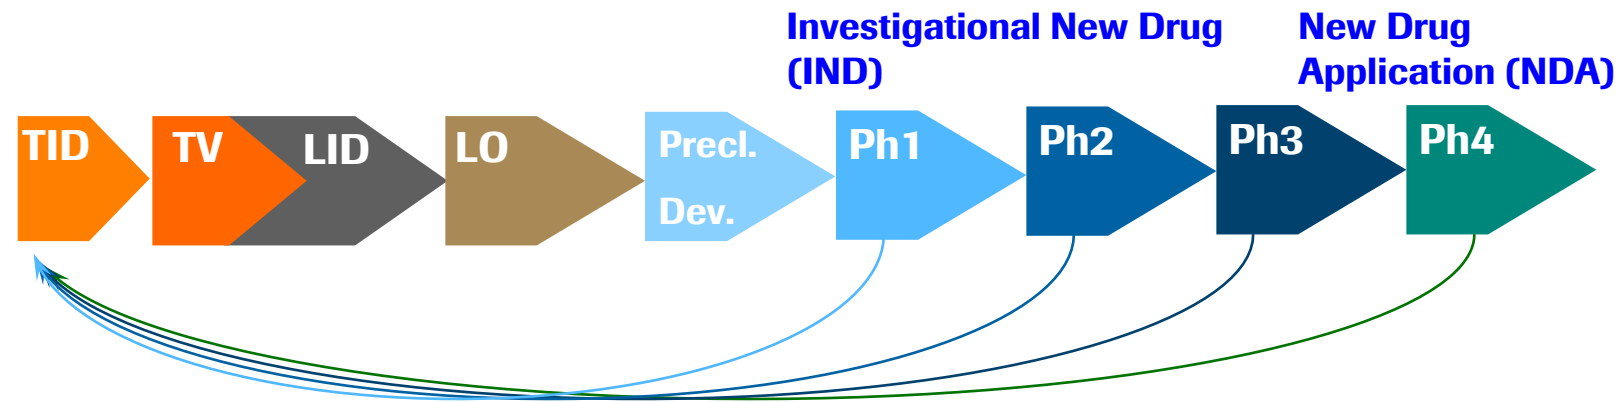 Investigational New Drug
(IND)
New Drug
Application (NDA)
TID
TV
LID
LO
Precl.
Dev.
Ph1
Ph2
Ph3
Ph4